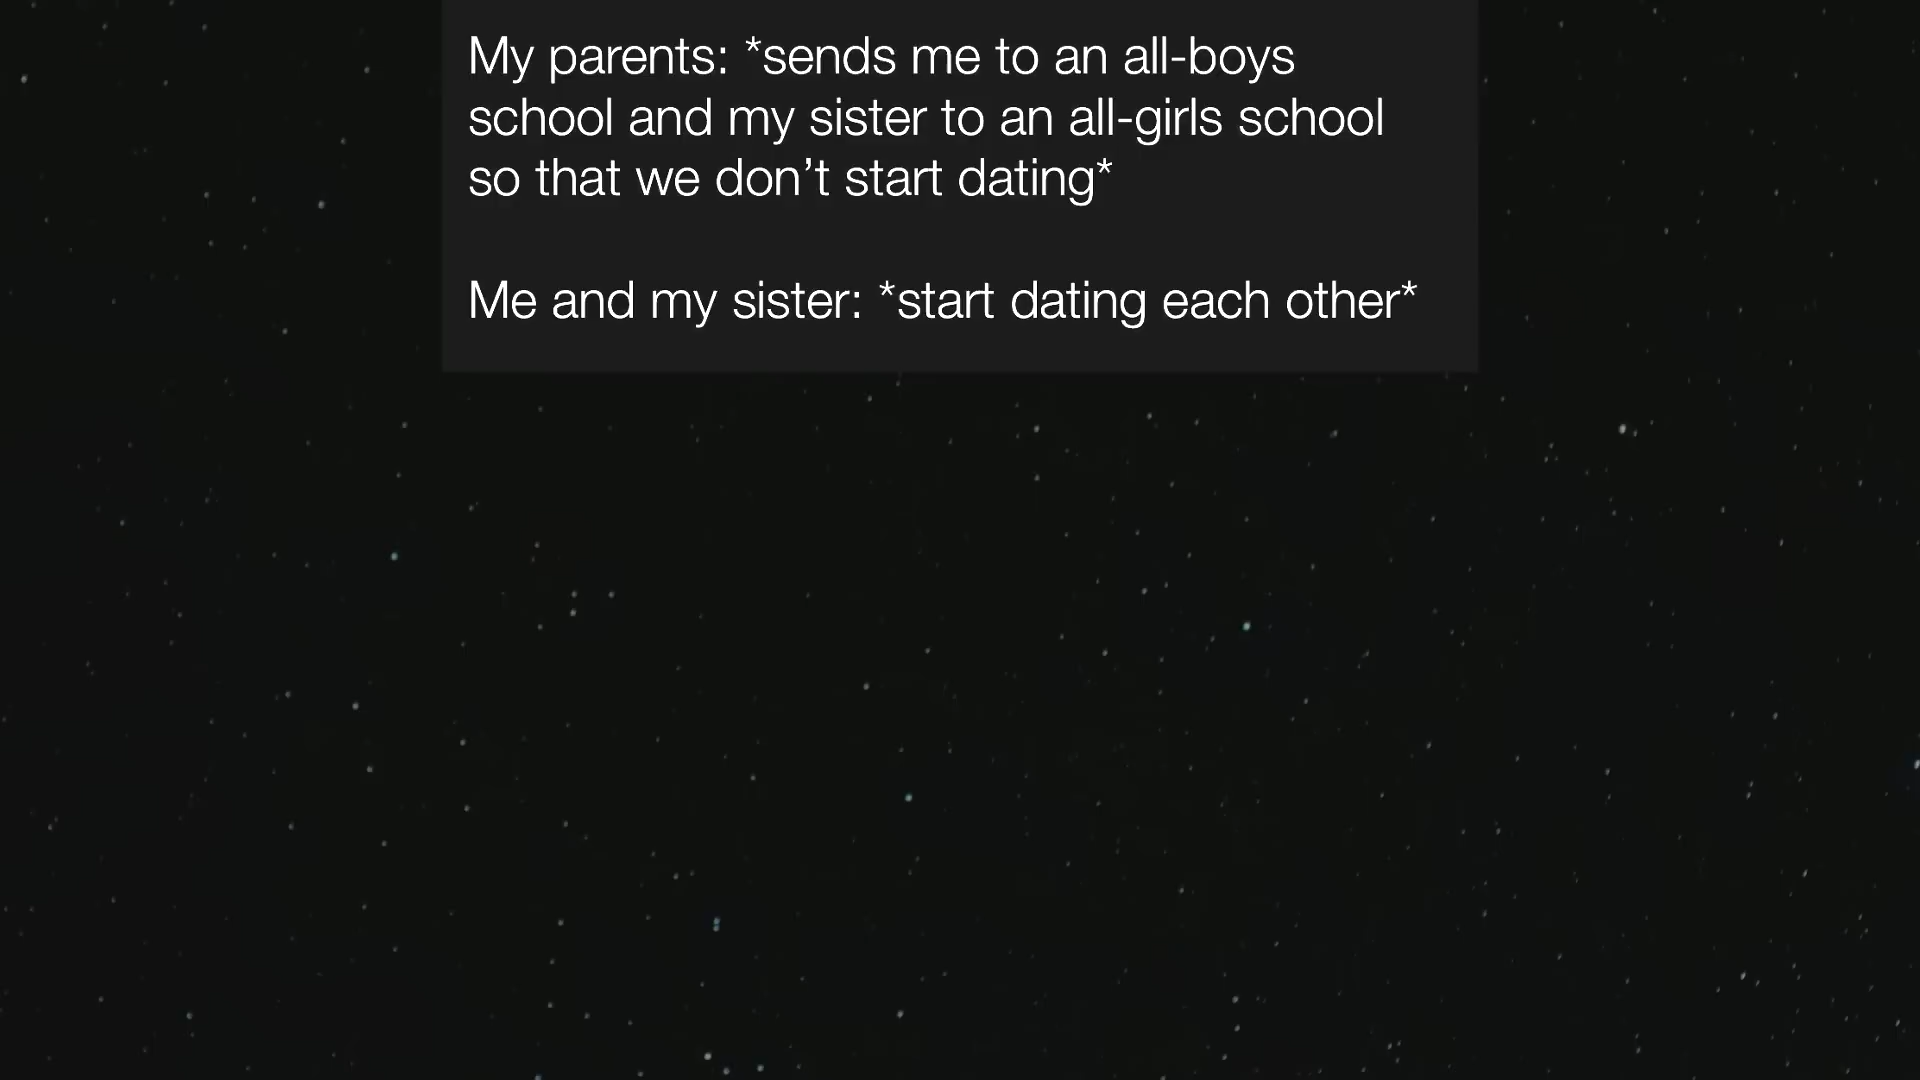 My parents: *sends me to an all-boys
school and my sister to an all-girls school
so that we don’t start dating*
Me and my sister: *start dating each other*